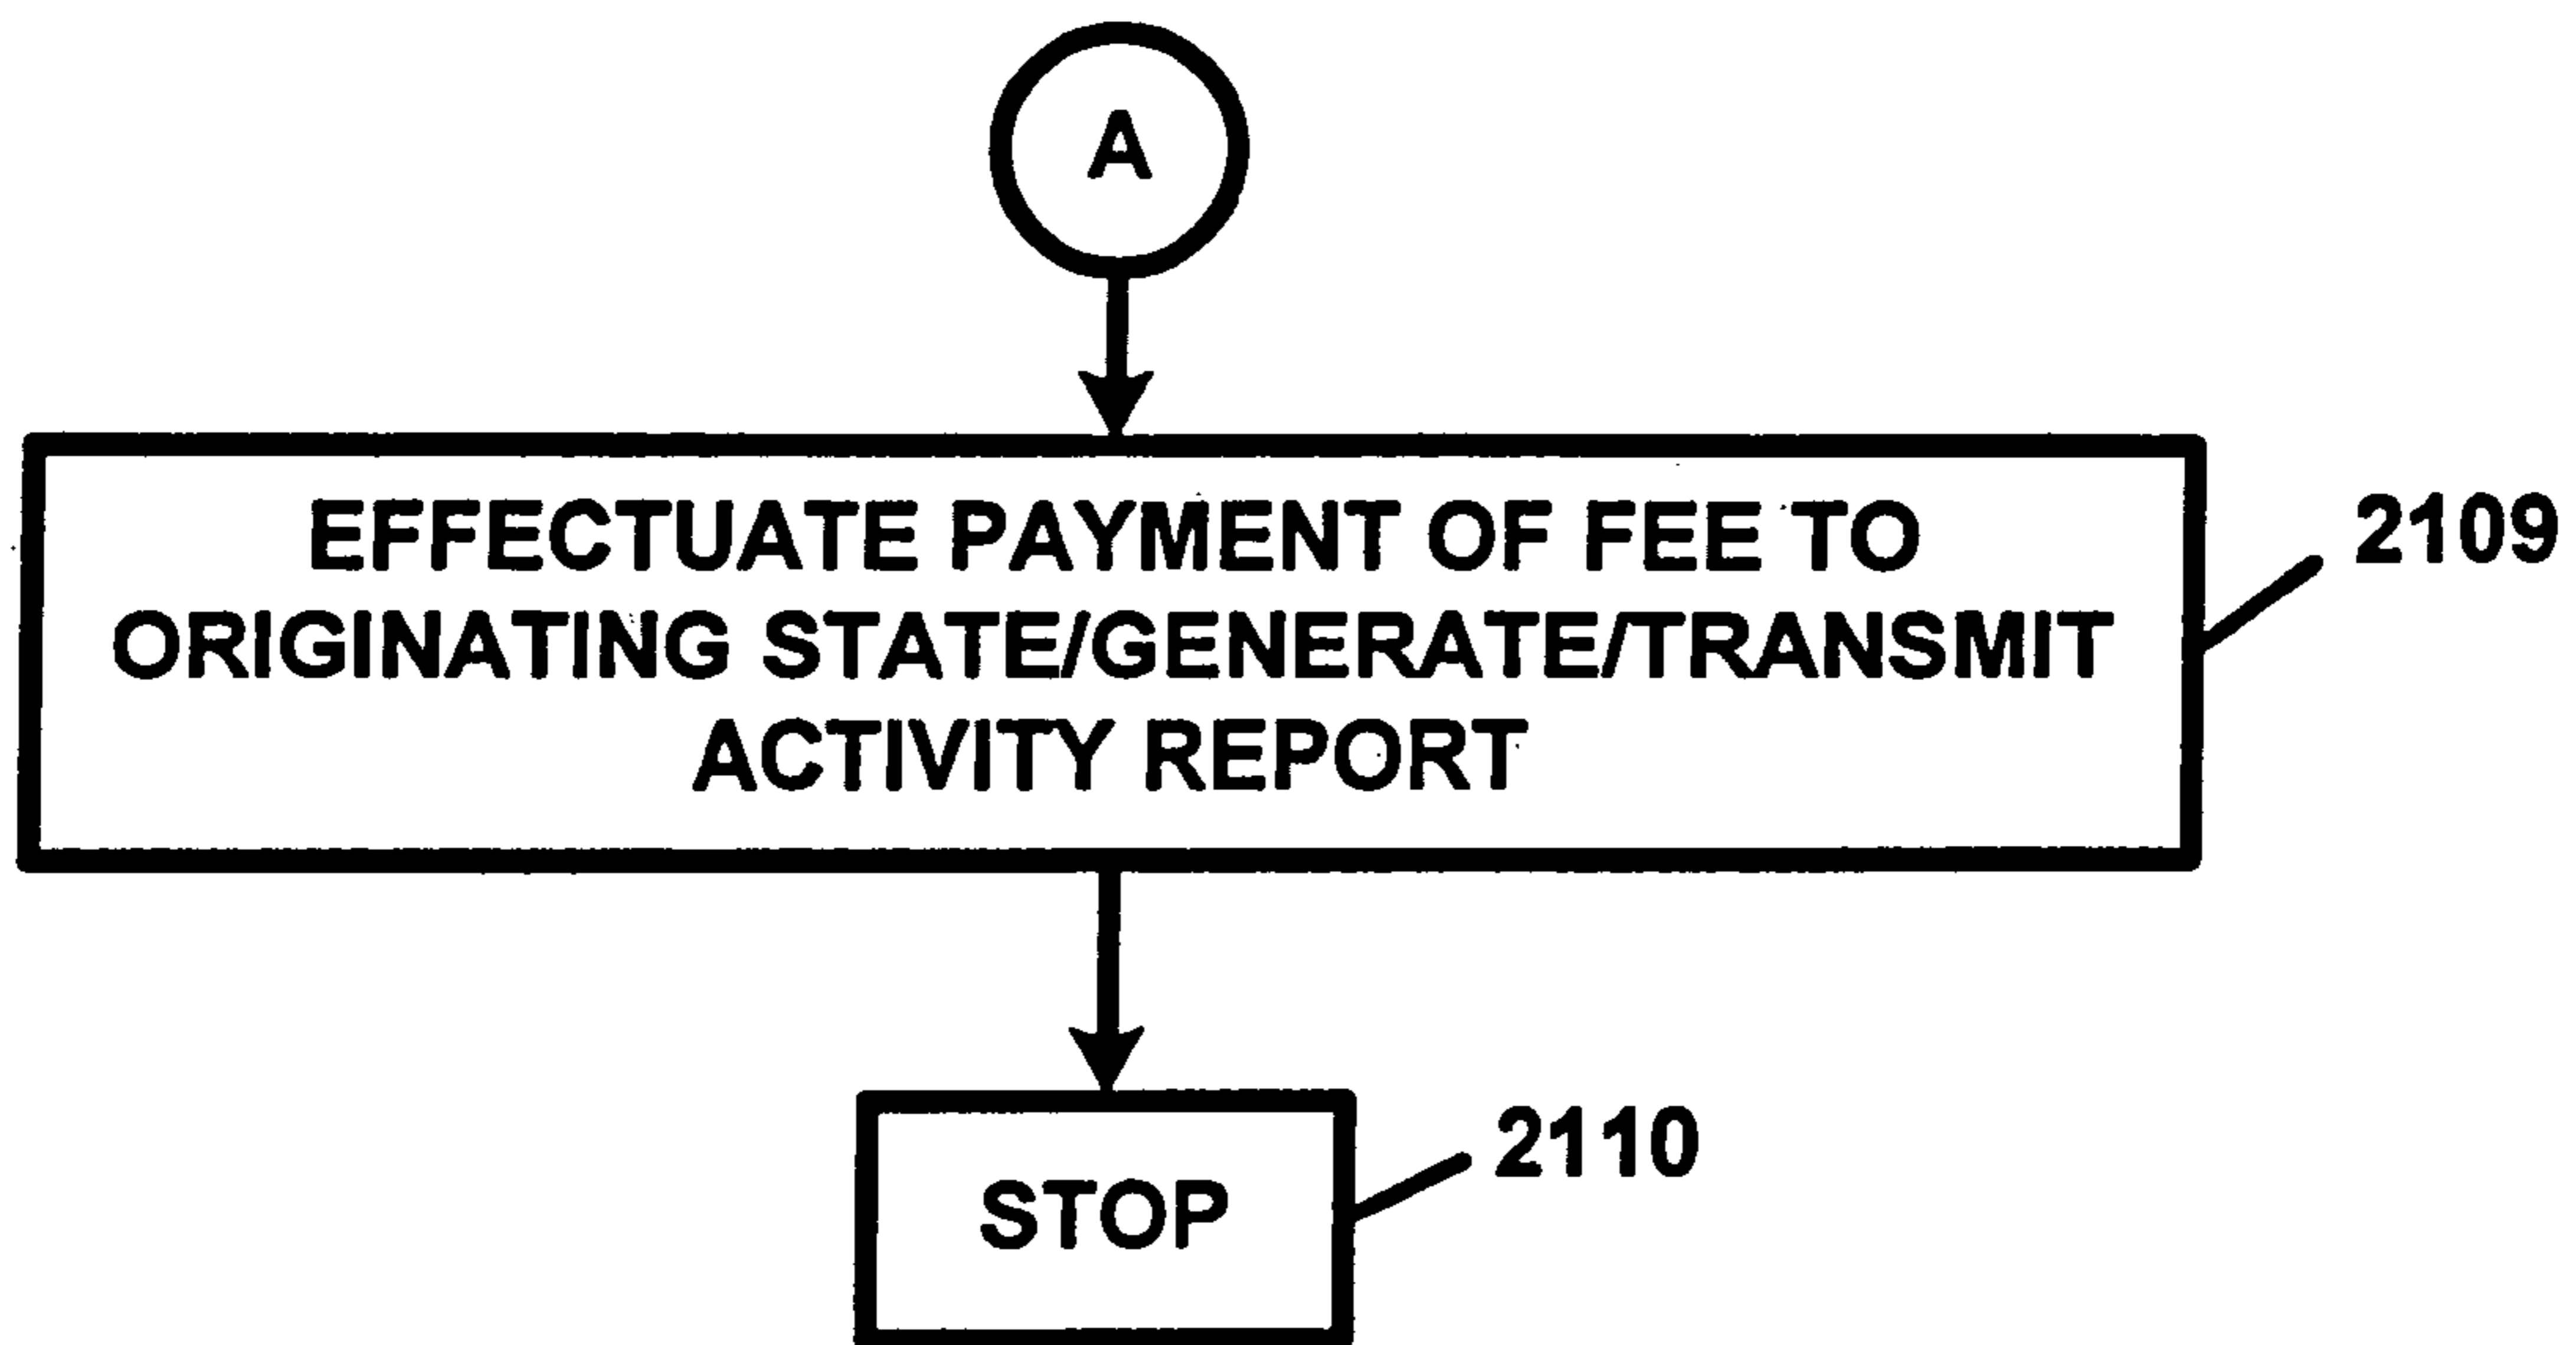 A
EFFECTUATE PAYMENT OF FEE TO
2109
ORIGINATING STATE/GENERATE/TRANSMIT
ACTIVITY REPORT
2110
STOP